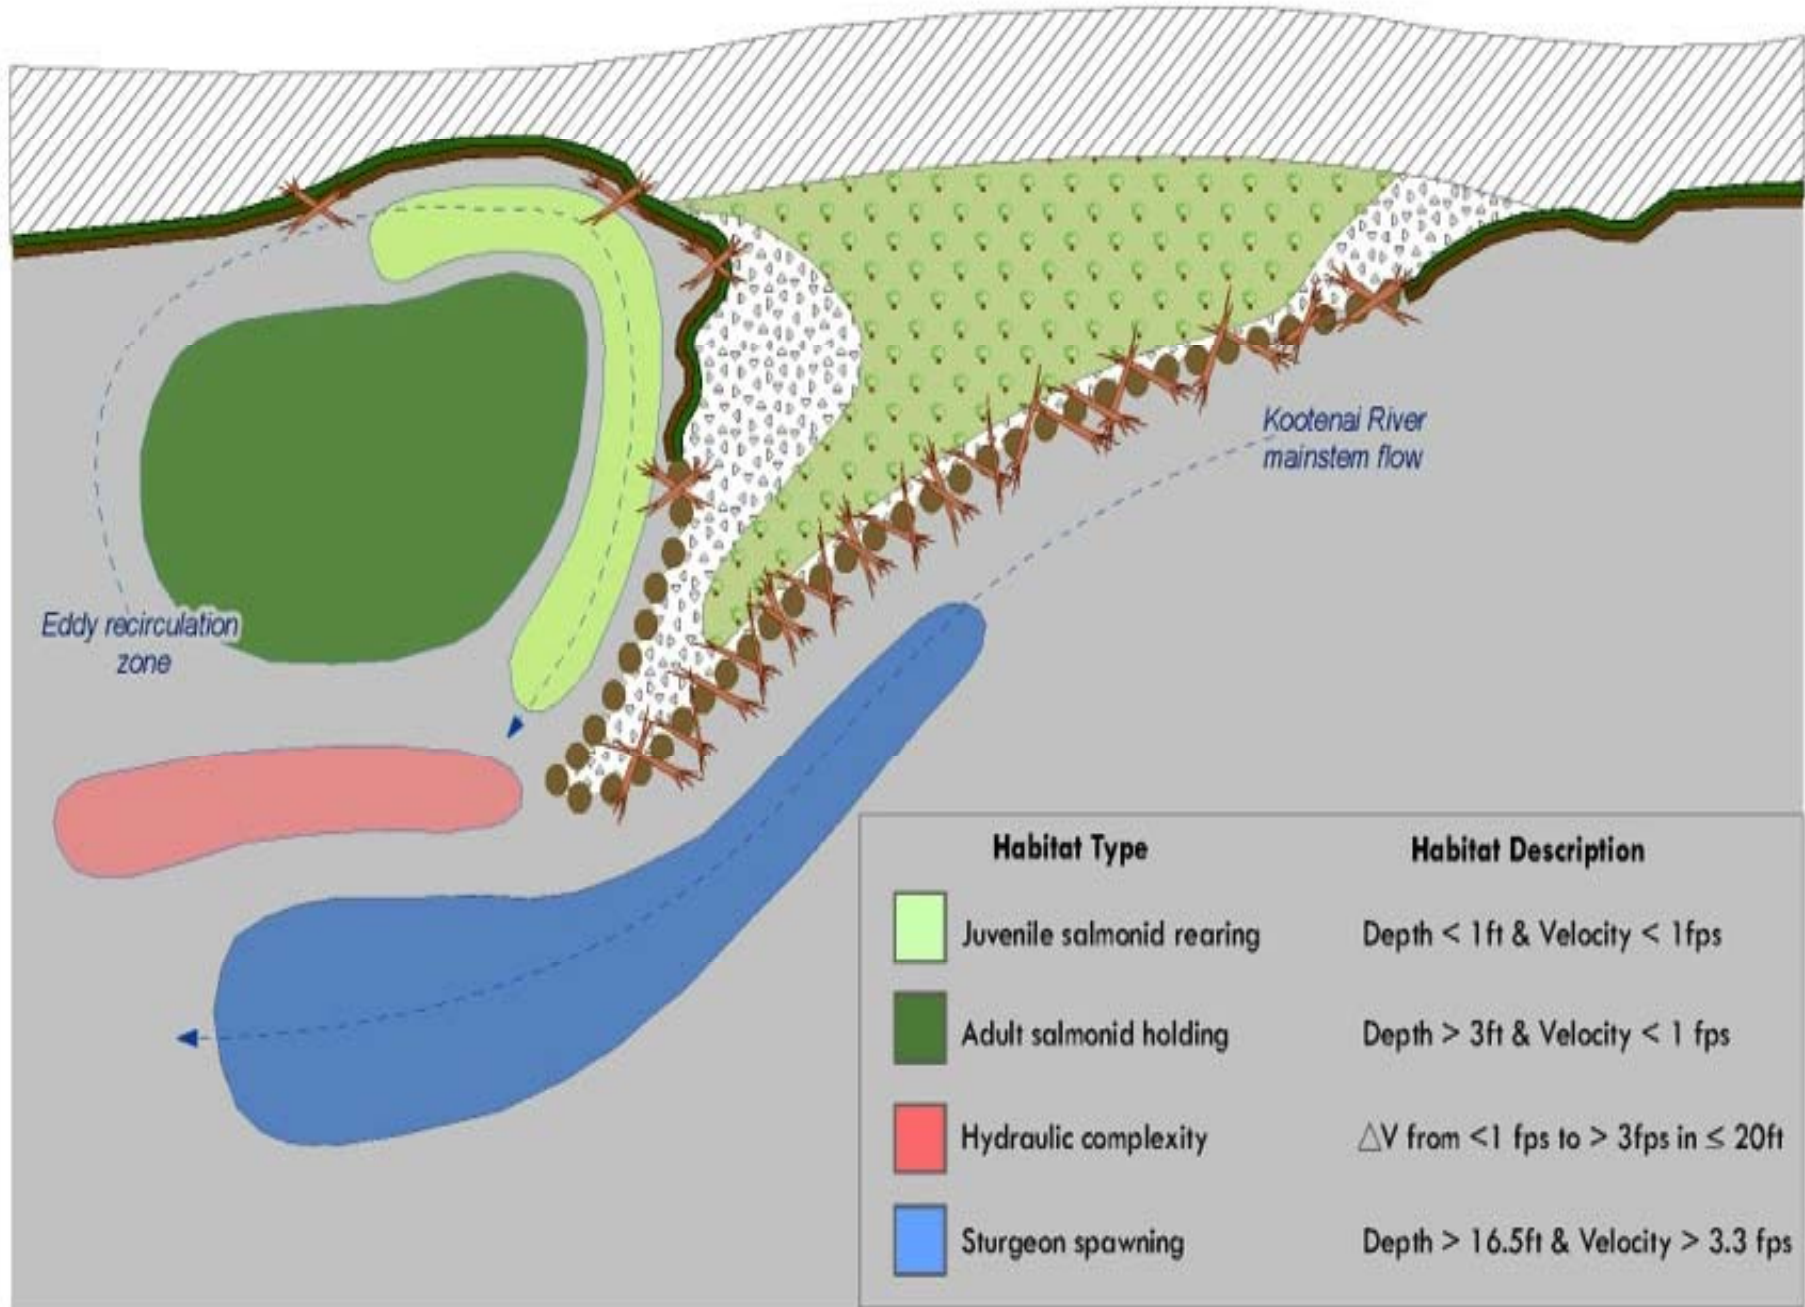 Kootenai River
mainstem flow
Eddy recirculation
zone
Habitat Type Habitat Description
Juvenile salmonid rearing Depth < 1ft & Velocity < 1fps
Adult salmonid holding Depth > 3ft & Velocity < 1 fps
Hydraulic complexity △V from <1 fps to > 3fps in ≤ 20ft
Sturgeon spawning Depth > 16.5ft & Velocity > 3.3 fps